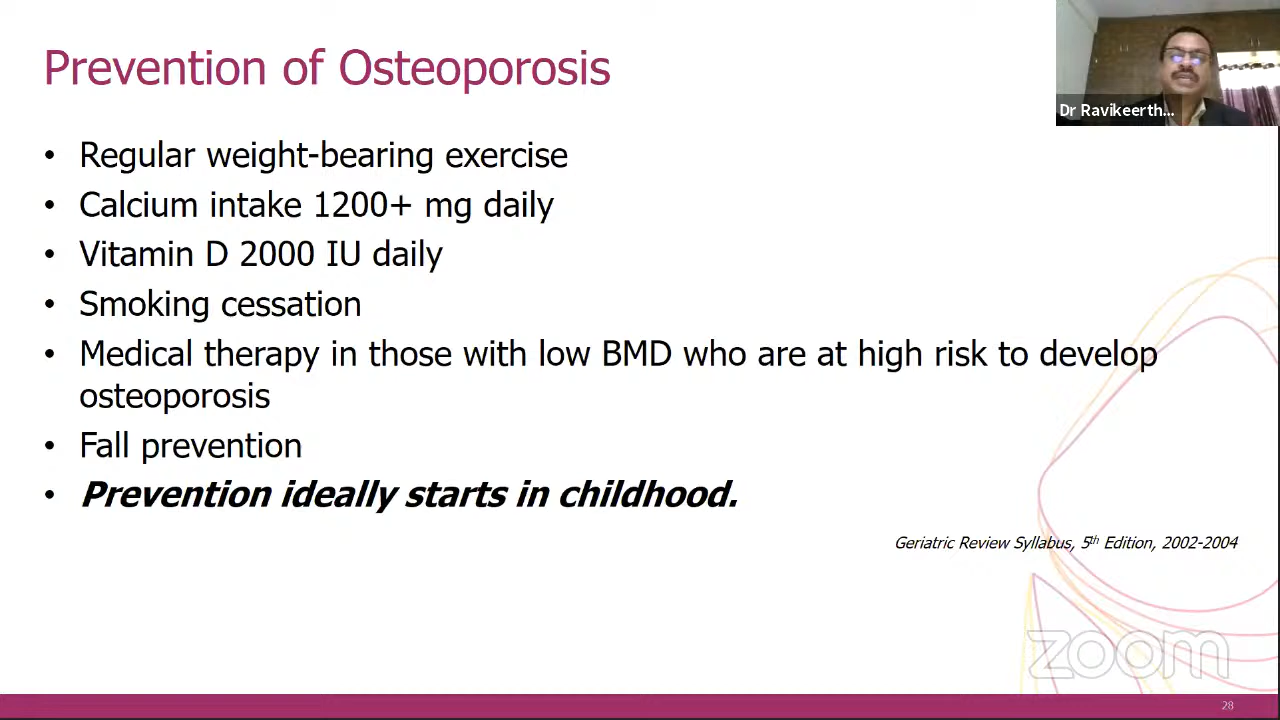 Prevention of Osteoporosis
Dr Ravikeerth...
• Regular weight-bearing exercise
• Calcium intake 1200+ mg daily
• Vitamin D 2000 IU daily
• Smoking cessation
• Medical therapy in those with low BMD who are at high risk to develop
osteoporosis
• Fall prevention
• Prevention ideally starts in childhood.
Geriatric Review Syllabus, 5th Edition, 2002-2004
zoom
28